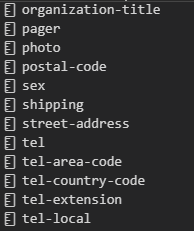 organization-title
pager
photo
postal-code
sex
shipping
street-address
tel
tel-area-code
tel-country-code
tel-extension
tel-local